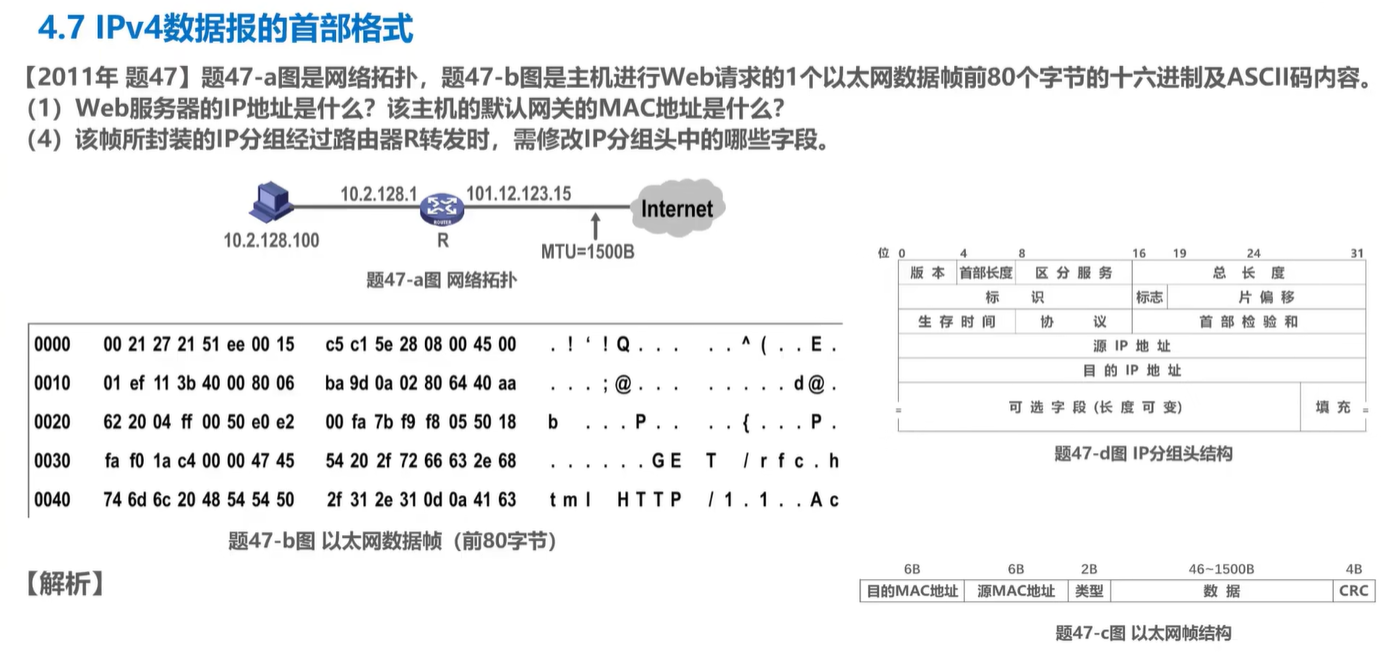 4.7 IPv4数据报的首部格式
【2011年 题47】题47-a图是网络拓扑，题47-b图是主机进行Web请求的1个以太网数据帧前80个字节的十六进制及ASCII码内容。
（1）Web服务器的IP地址是什么？该主机的默认网关的MAC地址是什么？
（4）该帧所封装的IP分组经过路由器R转发时，需修改IP分组头中的哪些字段。
10.2.128.1 101.12.123.15
Internet
ROUTER
10.2.128.100 R MTU=1500B
题47-a图 网络拓扑
0000 00 21 27 21 51 ee 00 15 c5 c1 5e 28 08 00 45 00 . ! ‘ ! Q . . . . . ^ ( . . E .
0010 01 ef 11 3b 40 00 80 06 ba 9d 0a 02 80 64 40 aa . . . ; @ . . . . . . . . d @ .
0020 62 20 04 ff 00 50 e0 e2 00 fa 7b f9 f8 05 50 18 b . . . P . . . . { . . . P .
0030 fa f0 1a c4 00 00 47 45 54 20 2f 72 66 63 2e 68 . . . . . . G E T / r f c . h
0040 74 6d 6c 20 48 54 54 50 2f 31 2e 31 0d 0a 41 63 t m l H T T P / 1 . 1 . . A c
题47-b图 以太网数据帧（前80字节）
位 0 4 8 16 19 24 31
版 本 首部长度 区 分 服 务 总 长 度
标 识 标志 片 偏 移
生 存 时 间 协 议 首 部 检 验 和
源 IP 地 址
目 的 IP 地 址
可 选 字 段 (长 度 可 变) 填 充
题47-d图 IP分组头结构
【解析】
6B 6B 2B 46~1500B 4B
目的MAC地址 源MAC地址 类型 数 据 CRC
题47-c图 以太网帧结构